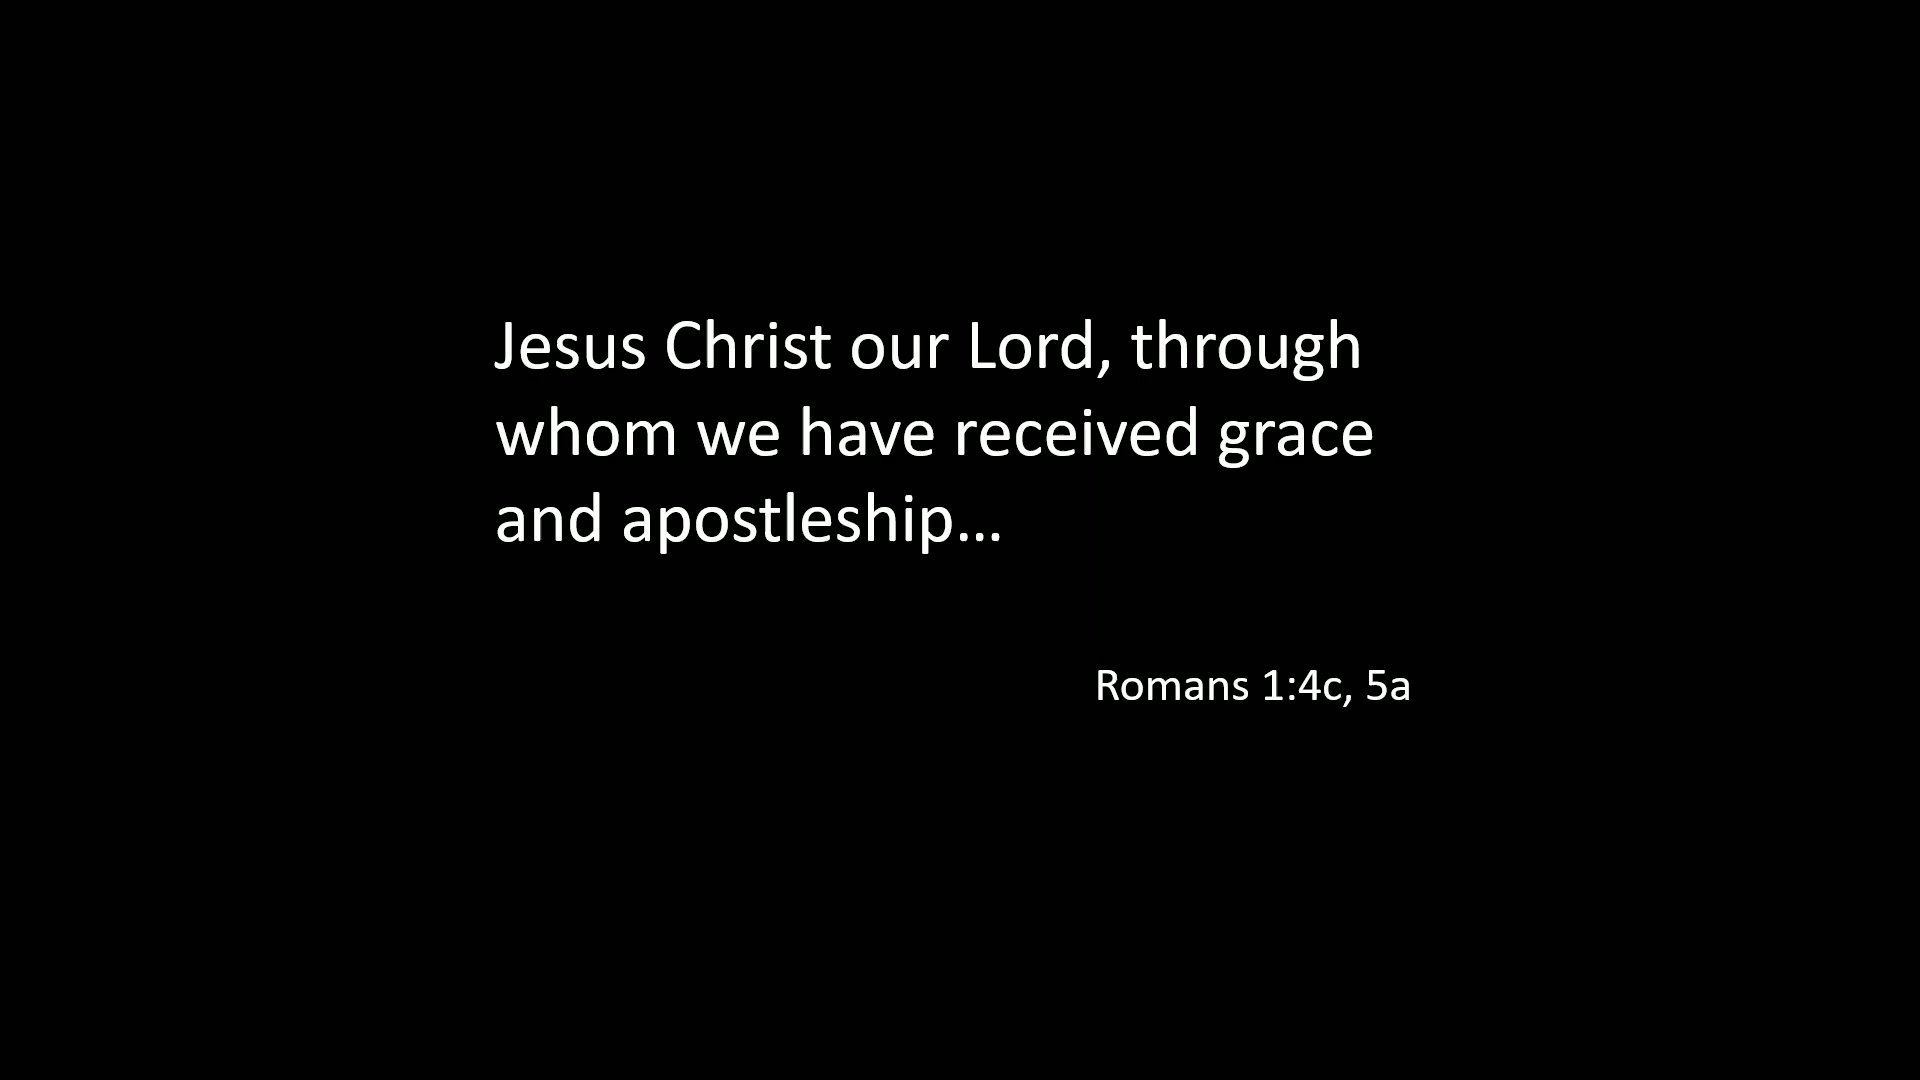 Jesus Christ our Lord, through
whom we have received grace
and apostleship…
Romans 1:4c, 5a